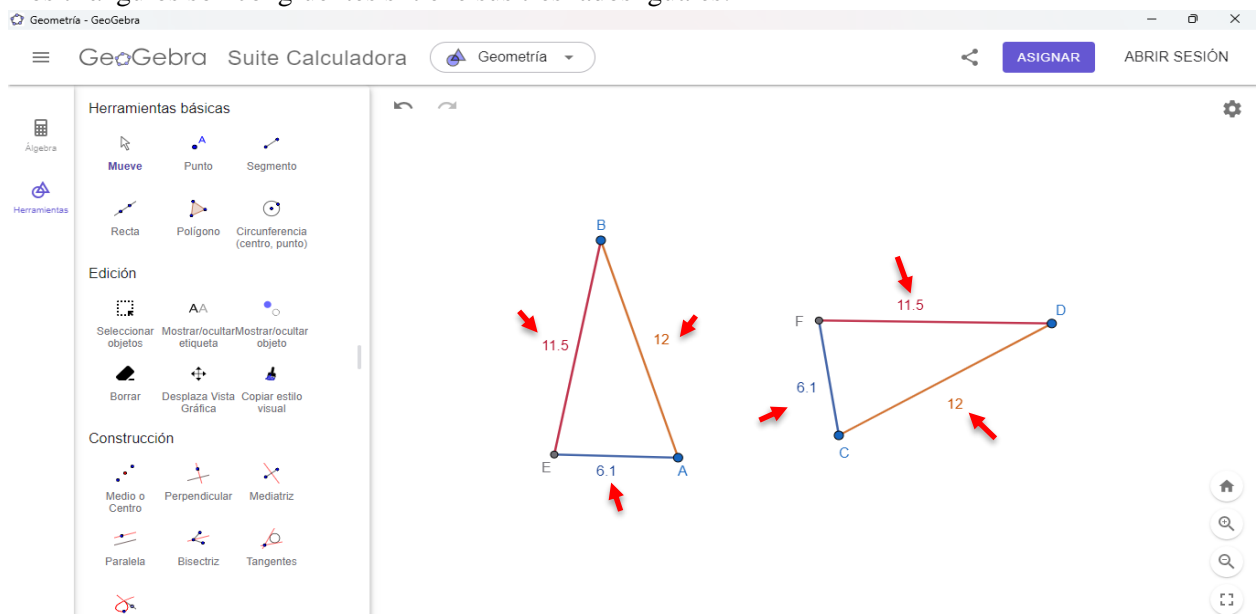 Geometría - GeoGebra
GeoGebra Suite Calculadora Geometría ASIGNAR ABRIR SESIÓN
Álgebra
Herramientas
Herramientas básicas
Mueve Punto Segmento
Recta Polígono Circunferencia (centro, punto)
Edición
AA
Seleccionar objetos Mostrar/ocultar etiqueta Mostrar/ocultar objeto
Borrar Desplaza Vista Gráfica Copiar estilo visual
Construcción
Medio o Centro Perpendicular Mediatriz
Paralela Bisectriz Tangentes
A
B
11.5
12
E
6.1
A
11.5
F
D
6.1
12
C